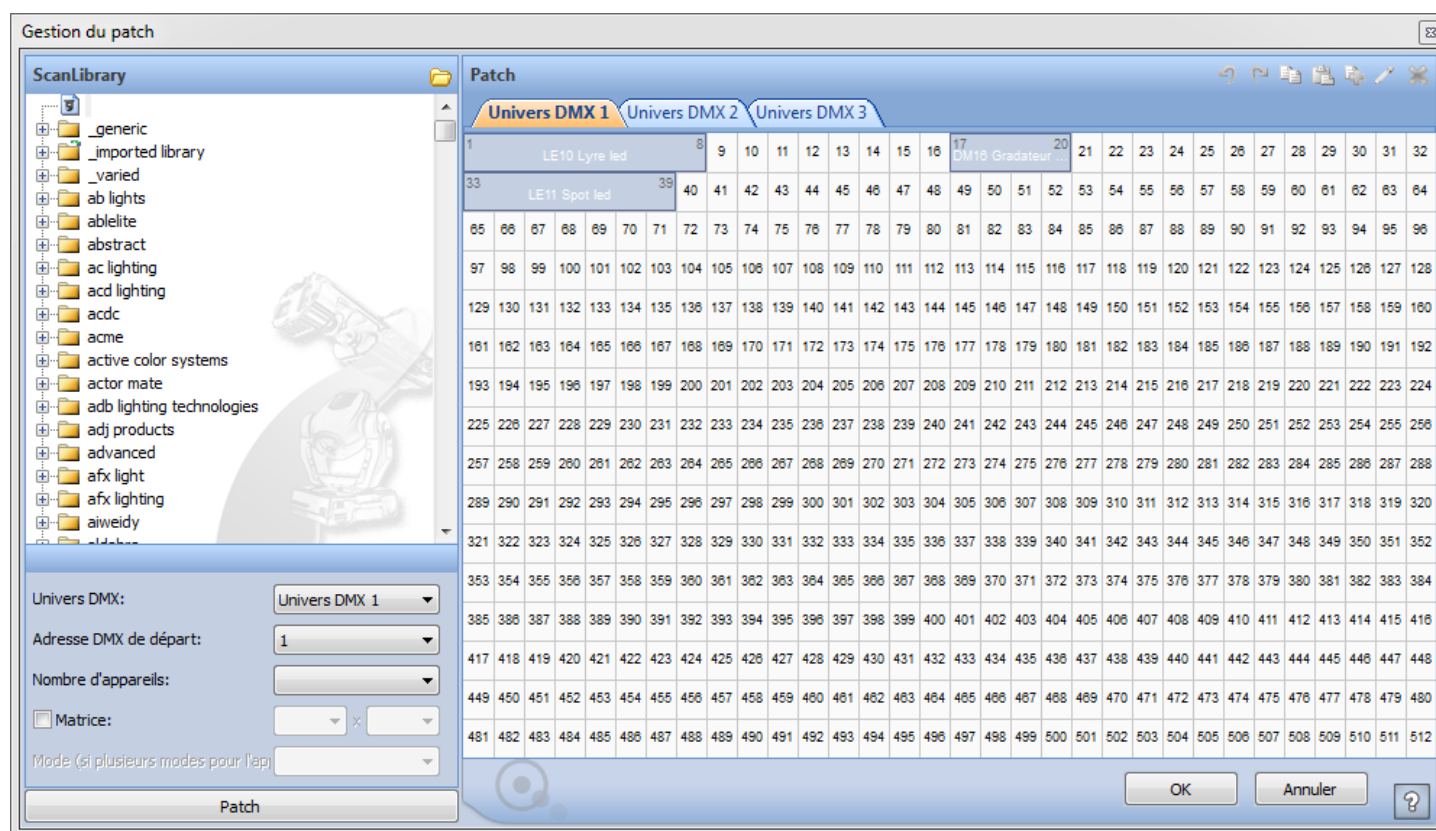 Gestion du patch
ScanLibrary
_generic
_imported library
_varied
ab lights
ablelite
abstract
ac lighting
acd lighting
acdc
acme
active color systems
actor mate
adb lighting technologies
adj products
advanced
afx light
afx lighting
aiweidy
Univers DMX:
Univers DMX 1
Adresse DMX de départ:
1
Nombre d'appareils:
Matrice:
x
Mode (si plusieurs modes pour l'ap
Patch
Patch
Univers DMX 1 Univers DMX 2 Univers DMX 3
1 LE10 Lyre led 8 9 10 11 12 13 14 15 16 17 DM16 Gradateur ... 20 21 22 23 24 25 26 27 28 29 30 31 32
33 LE11 Spot led 39 40 41 42 43 44 45 46 47 48 49 50 51 52 53 54 55 56 57 58 59 60 61 62 63 64
65 66 67 68 69 70 71 72 73 74 75 76 77 78 79 80 81 82 83 84 85 86 87 88 89 90 91 92 93 94 95 96
97 98 99 100 101 102 103 104 105 106 107 108 109 110 111 112 113 114 115 116 117 118 119 120 121 122 123 124 125 126 127 128
129 130 131 132 133 134 135 136 137 138 139 140 141 142 143 144 145 146 147 148 149 150 151 152 153 154 155 156 157 158 159 160
161 162 163 164 165 166 167 168 169 170 171 172 173 174 175 176 177 178 179 180 181 182 183 184 185 186 187 188 189 190 191 192
193 194 195 196 197 198 199 200 201 202 203 204 205 206 207 208 209 210 211 212 213 214 215 216 217 218 219 220 221 222 223 224
225 226 227 228 229 230 231 232 233 234 235 236 237 238 239 240 241 242 243 244 245 246 247 248 249 250 251 252 253 254 255 256
257 258 259 260 261 262 263 264 265 266 267 268 269 270 271 272 273 274 275 276 277 278 279 280 281 282 283 284 285 286 287 288
289 290 291 292 293 294 295 296 297 298 299 300 301 302 303 304 305 306 307 308 309 310 311 312 313 314 315 316 317 318 319 320
321 322 323 324 325 326 327 328 329 330 331 332 333 334 335 336 337 338 339 340 341 342 343 344 345 346 347 348 349 350 351 352
353 354 355 356 357 358 359 360 361 362 363 364 365 366 367 368 369 370 371 372 373 374 375 376 377 378 379 380 381 382 383 384
385 386 387 388 389 390 391 392 393 394 395 396 397 398 399 400 401 402 403 404 405 406 407 408 409 410 411 412 413 414 415 416
417 418 419 420 421 422 423 424 425 426 427 428 429 430 431 432 433 434 435 436 437 438 439 440 441 442 443 444 445 446 447 448
449 450 451 452 453 454 455 456 457 458 459 460 461 462 463 464 465 466 467 468 469 470 471 472 473 474 475 476 477 478 479 480
481 482 483 484 485 486 487 488 489 490 491 492 493 494 495 496 497 498 499 500 501 502 503 504 505 506 507 508 509 510 511 512
OK Annuler ?